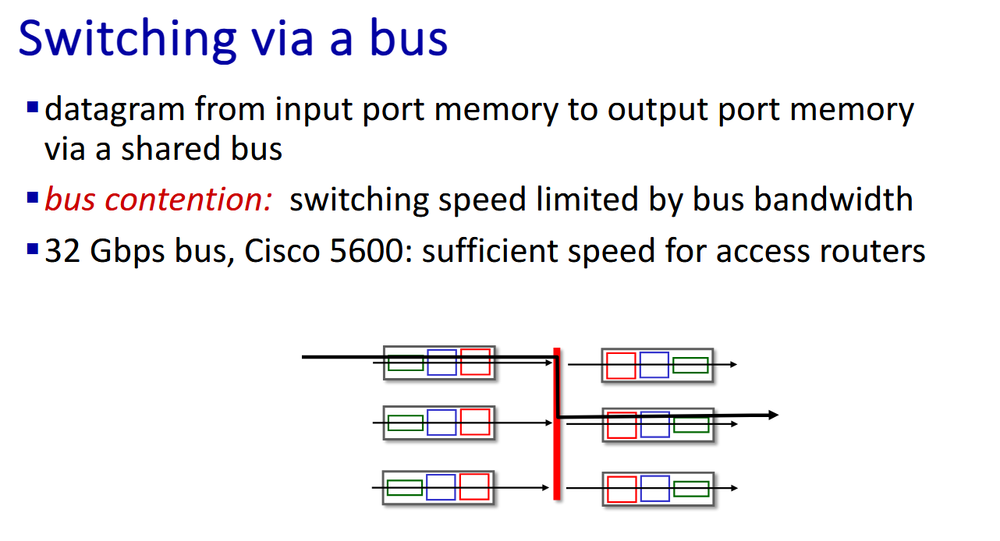 Switching via a bus
▪ datagram from input port memory to output port memory
via a shared bus
▪ bus contention: switching speed limited by bus bandwidth
▪ 32 Gbps bus, Cisco 5600: sufficient speed for access routers